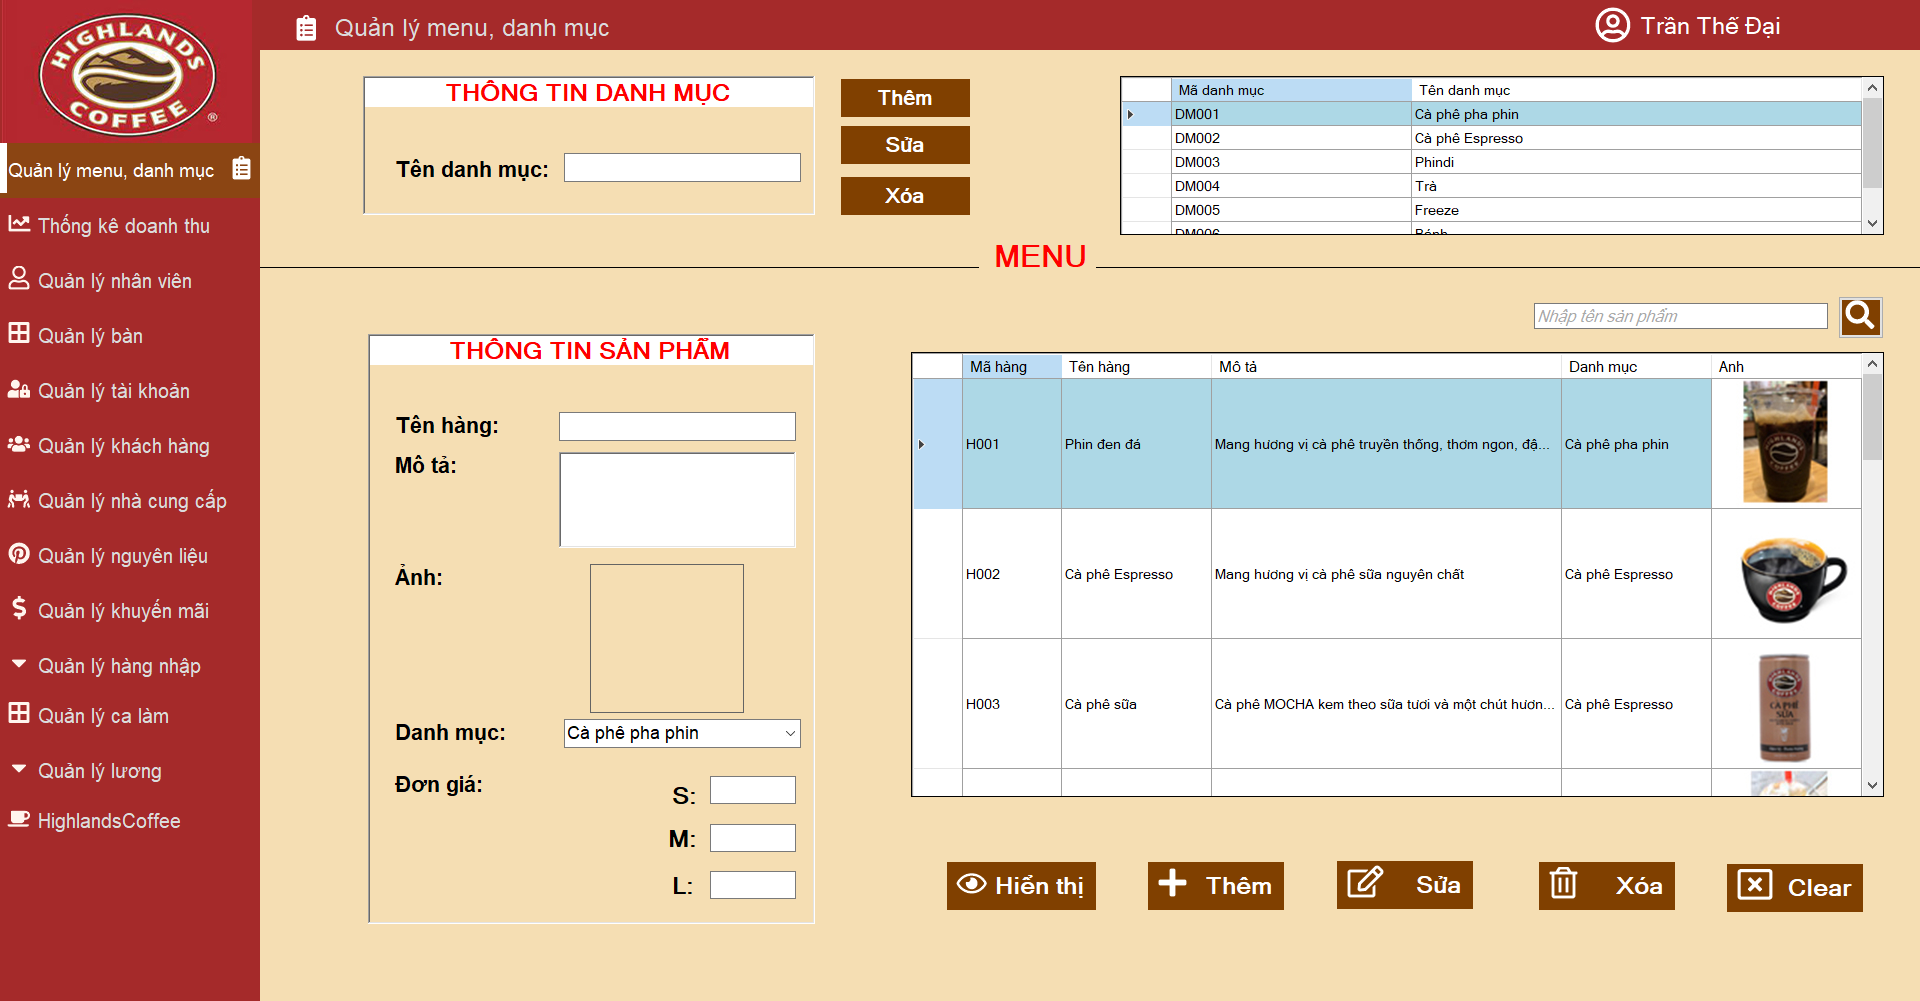 HIGHLANDS
COFFEE
®
Quản lý menu, danh mục
Trần Thế Đại
Quản lý menu, danh mục
Thống kê doanh thu
Quản lý nhân viên
Quản lý bàn
Quản lý tài khoản
Quản lý khách hàng
Quản lý nhà cung cấp
Quản lý nguyên liệu
Quản lý khuyến mãi
Quản lý hàng nhập
Quản lý ca làm
Quản lý lương
HighlandsCoffee
THÔNG TIN DANH MỤC
Tên danh mục:
Thêm
Sửa
Xóa
Mã danh mục Tên danh mục
DM001 Cà phê pha phin
DM002 Cà phê Espresso
DM003 Phindi
DM004 Trà
DM005 Freeze
DM006 Bánh
MENU
Nhập tên sản phẩm
THÔNG TIN SẢN PHẨM
Tên hàng:
Mô tả:
Ảnh:
Danh mục: Cà phê pha phin
Đơn giá:
S:
M:
L:
Mã hàng Tên hàng Mô tả Danh mục Anh
H001 Phin đen đá Mang hương vị cà phê truyền thống, thơm ngon, đậ... Cà phê pha phin
H002 Cà phê Espresso Mang hương vị cà phê sữa nguyên chất Cà phê Espresso
HIGHLANDS
COFFEE
H003 Cà phê sữa Cà phê MOCHA kem theo sữa tươi và một chút hươn... Cà phê Espresso
CÀ PHÊ
SỮA
Hiển thị
Thêm
Sửa
Xóa
Clear